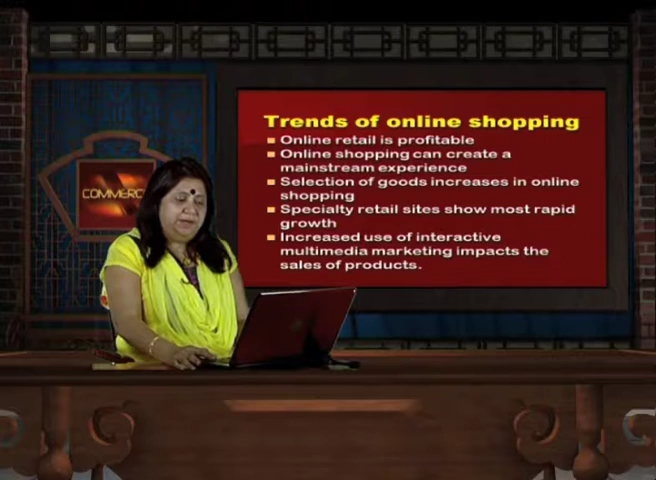 Trends of online shopping
Online retail is profitable
Online shopping can create a
mainstream experience
Selection of goods increases in online
shopping
Specialty retail sites show most rapid
growth
Increased use of interactive
multimedia marketing impacts the
sales of products.